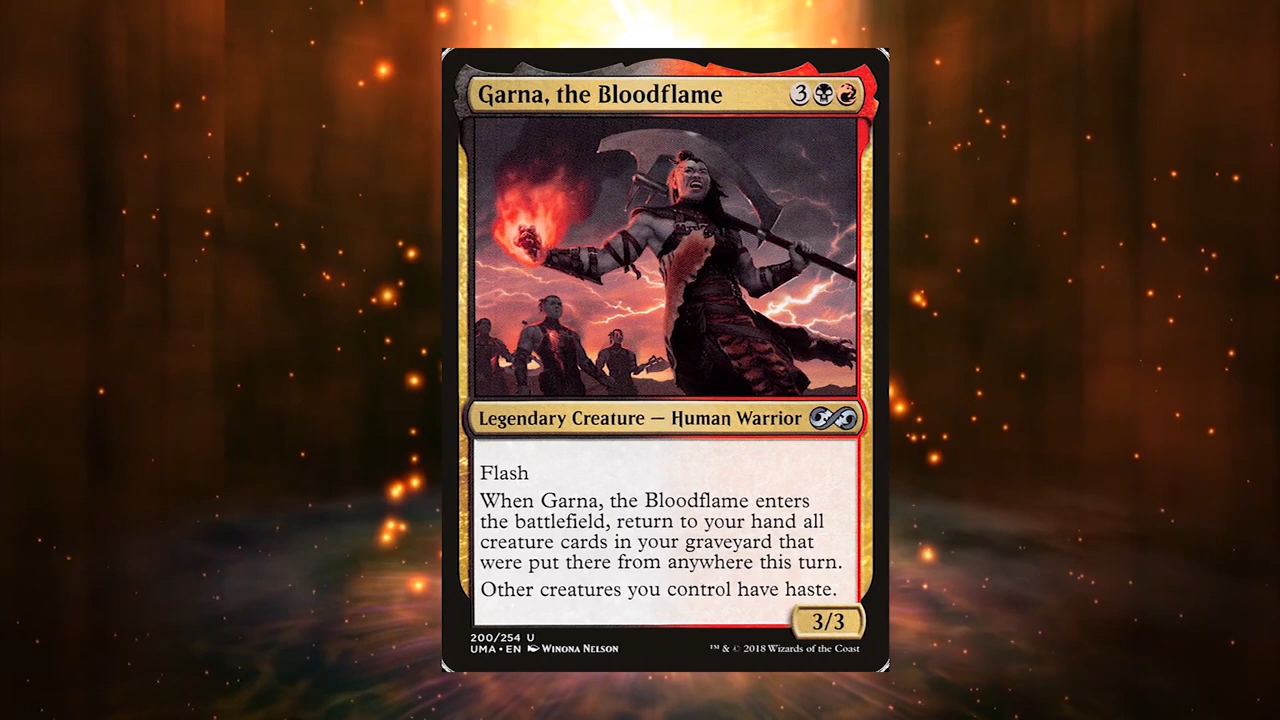 Garna, the Bloodflame 3
Legendary Creature — Human Warrior
Flash
When Garna, the Bloodflame enters
the battlefield, return to your hand all
creature cards in your graveyard that
were put there from anywhere this turn.
Other creatures you control have haste.
3/3
200/254 U
UMA • EN Winona Nelson
™ & © 2018 Wizards of the Coast